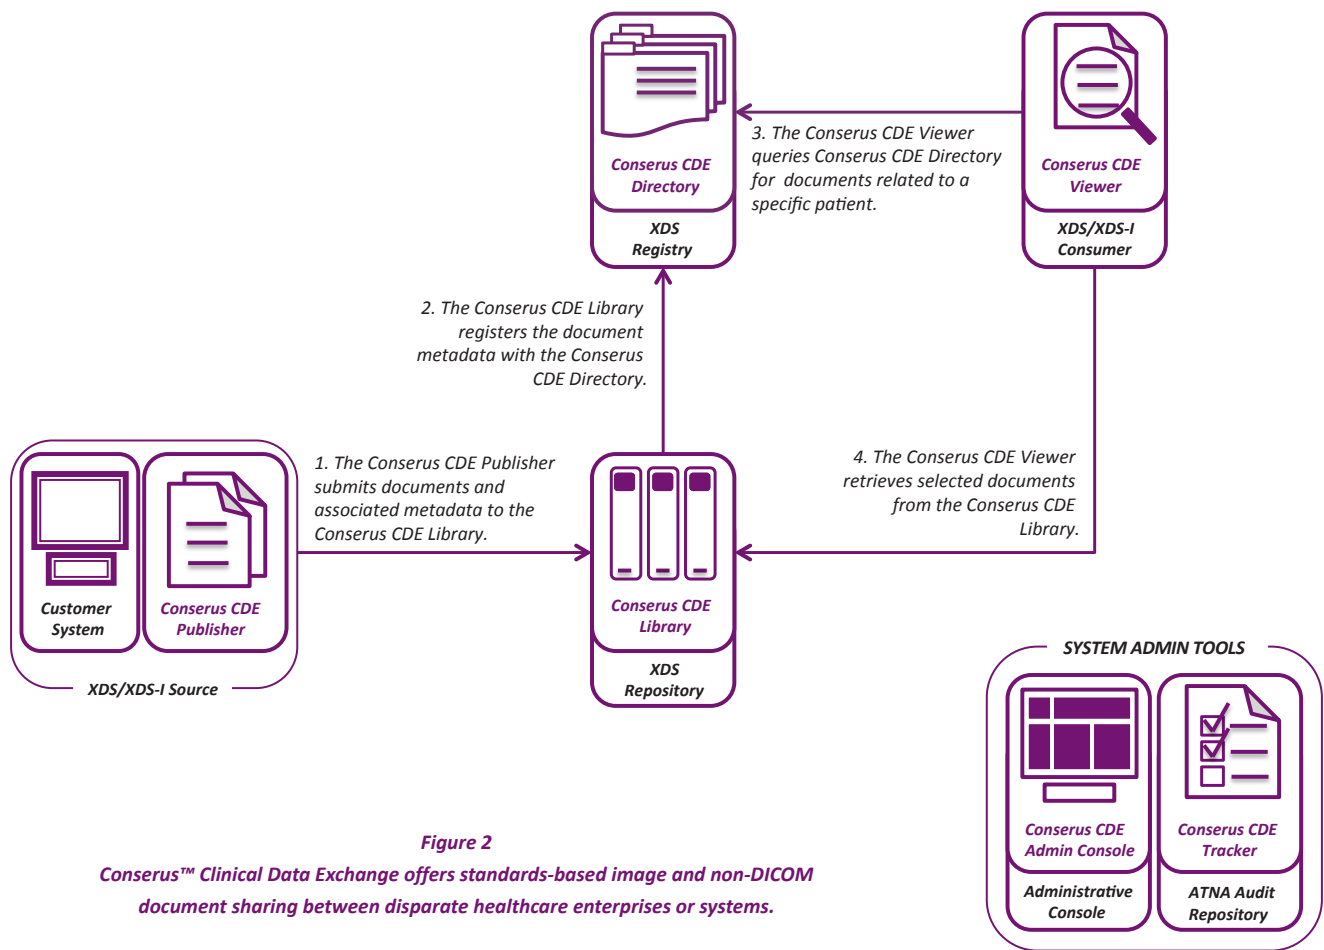 Conserus CDE
Directory
XDS
Registry
3. The Conserus CDE Viewer
queries Conserus CDE Directory
for documents related to a
specific patient.
Conserus CDE
Viewer
XDS/XDS-I
Consumer
2. The Conserus CDE Library
registers the document
metadata with the Conserus
CDE Directory.
Customer
System
Conserus CDE
Publisher
XDS/XDS-I Source
1. The Conserus CDE Publisher
submits documents and
associated metadata to the
Conserus CDE Library.
Conserus CDE
Library
XDS
Repository
4. The Conserus CDE Viewer
retrieves selected documents
from the Conserus CDE
Library.
SYSTEM ADMIN TOOLS
Conserus CDE
Admin Console
Administrative
Console
Conserus CDE
Tracker
ATNA Audit
Repository
Figure 2
Conserus™ Clinical Data Exchange offers standards-based image and non-DICOM
document sharing between disparate healthcare enterprises or systems.